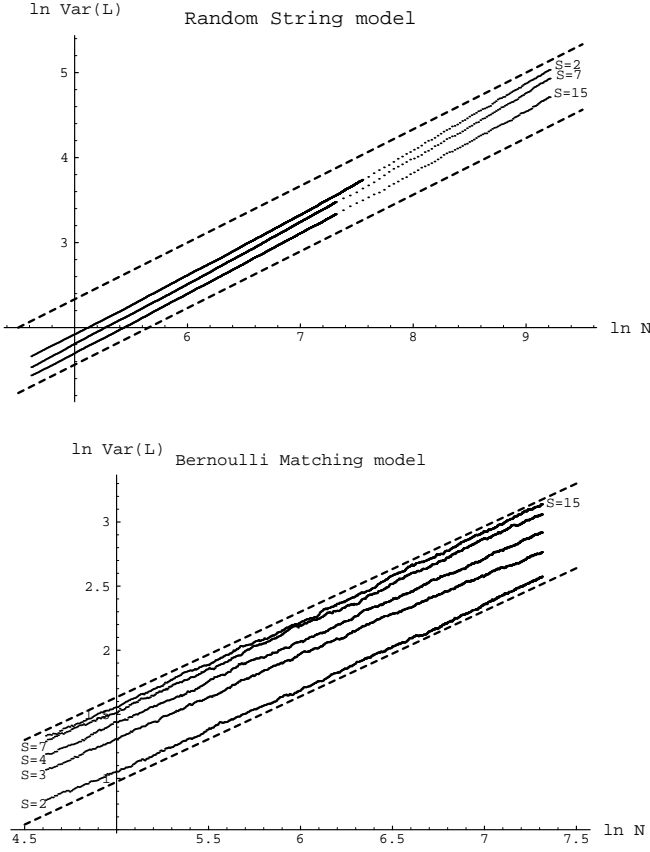 ln Var(L)
Random String model
5
S=2
S=7
S=15
4
3
6
7
8
9
ln N
ln Var(L)
Bernoulli Matching model
3
S=15
2.5
2
S=7
S=4
S=3
1
S=2
4.5
5.5
6
6.5
7
7.5
ln N